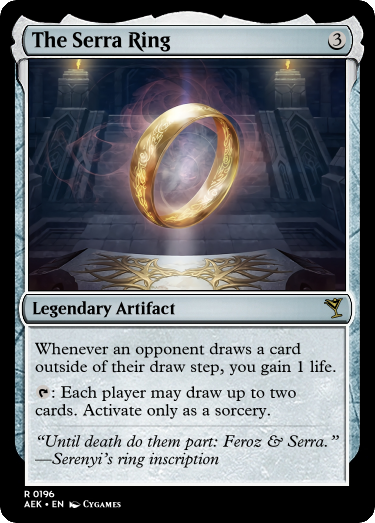 The Serra Ring 3
Legendary Artifact
Whenever an opponent draws a card
outside of their draw step, you gain 1 life.
: Each player may draw up to two
cards. Activate only as a sorcery.
“Until death do them part: Feroz & Serra.”
—Serenyi's ring inscription
R 0196
AEK • EN CYGAMES